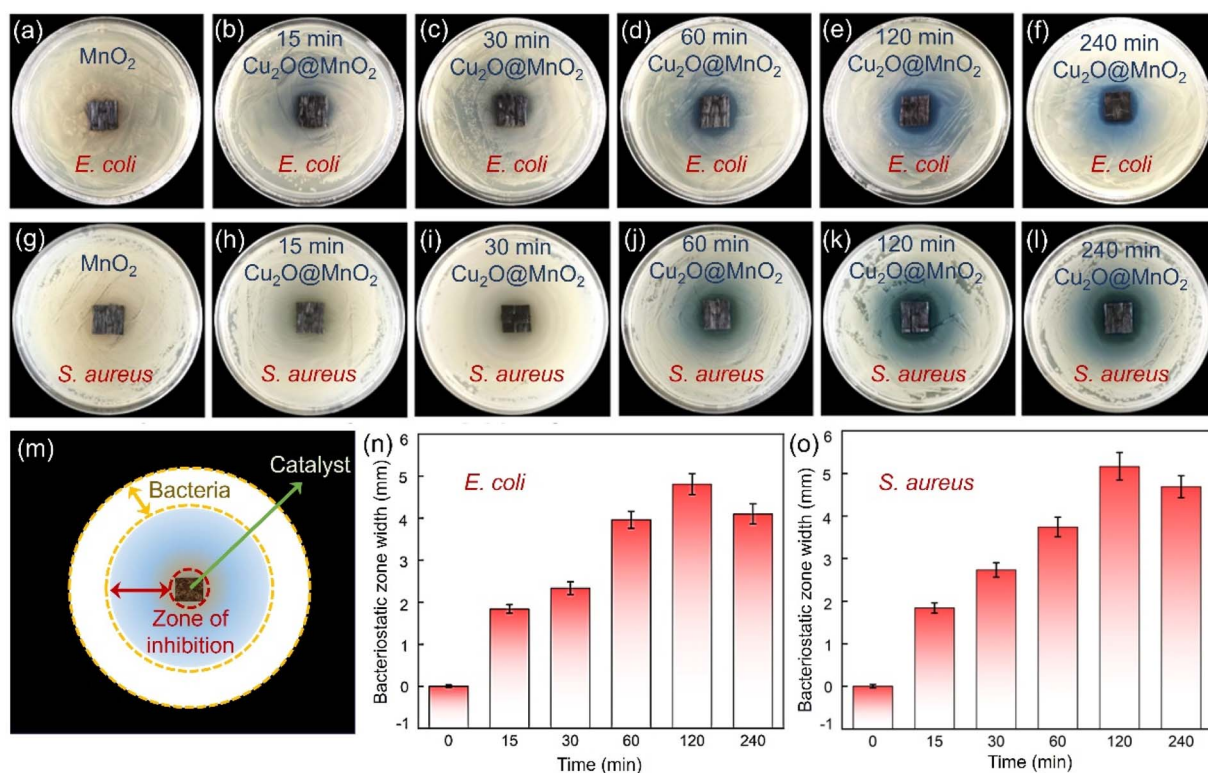 (a)
MnO₂
E. coli
(b)
15 min
Cu₂O@MnO₂
E. coli
(c)
30 min
Cu₂O@MnO₂
E. coli
(d)
60 min
Cu₂O@MnO₂
E. coli
(e)
120 min
Cu₂O@MnO₂
E. coli
(f)
240 min
Cu₂O@MnO₂
E. coli
(g)
MnO₂
S. aureus
(h)
15 min
Cu₂O@MnO₂
S. aureus
(i)
30 min
Cu₂O@MnO₂
S. aureus
(j)
60 min
Cu₂O@MnO₂
S. aureus
(k)
120 min
Cu₂O@MnO₂
S. aureus
(l)
240 min
Cu₂O@MnO₂
S. aureus
(m)
Catalyst
Bacteria
Zone of
inhibition
(n)
E. coli
Bacteriostatic zone width (mm)
6
5
4
3
2
1
0
-1
0 15 30 60 120 240
Time (min)
(o)
S. aureus
Bacteriostatic zone width (mm)
6
5
4
3
2
1
0
-1
0 15 30 60 120 240
Time (min)